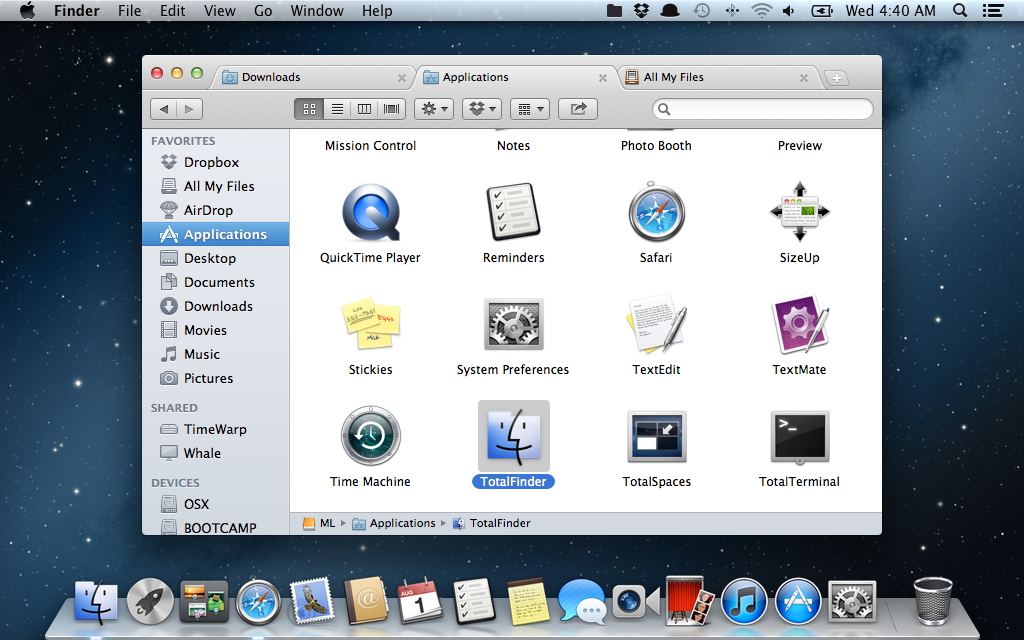 Finder File Edit View Go Window Help Wed 4:40 AM
Downloads Applications All My Files
FAVORITES
Dropbox
All My Files
AirDrop
Applications
Desktop
Documents
Downloads
Movies
Music
Pictures
SHARED
TimeWarp
Whale
DEVICES
OSX
BOOTCAMP
Mission Control Notes Photo Booth Preview
QuickTime Player Reminders Safari SizeUp
Stickies System Preferences TextEdit TextMate
Time Machine TotalFinder TotalSpaces TotalTerminal
ML Applications TotalFinder
EGGS
MILK
>_
@
1